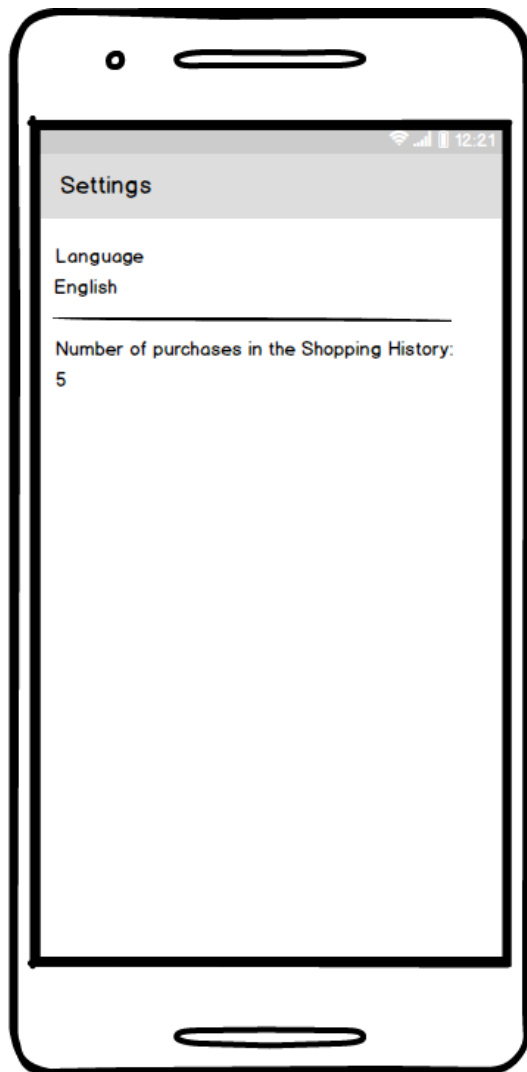 12:21
Settings
Language
English
Number of purchases in the Shopping History:
5